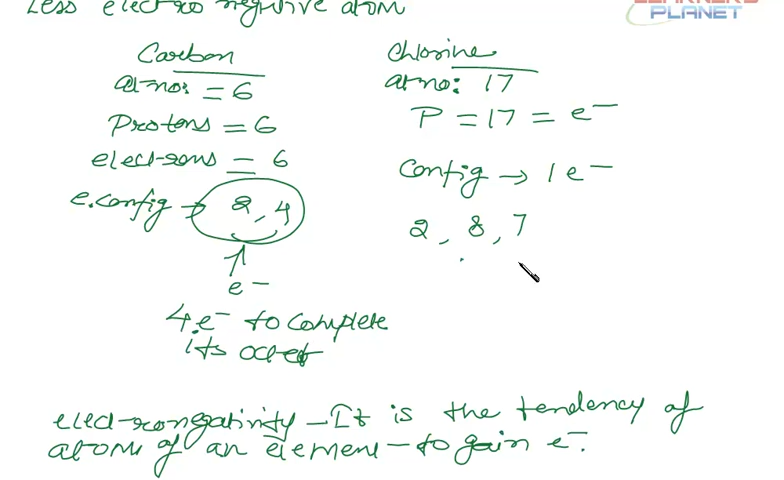 Less electro negative atom
LEARNERS
PLANET
Carbon
at no: = 6
Protons = 6
electrons = 6
e. config → 2, 4
e−
4 e− to complete
its octet
Chlorine
at no: 17
P = 17 = e−
Config → 1 e−
2, 8, 7
electronegativity – It is the tendency of
atom of an element – to gain e−.